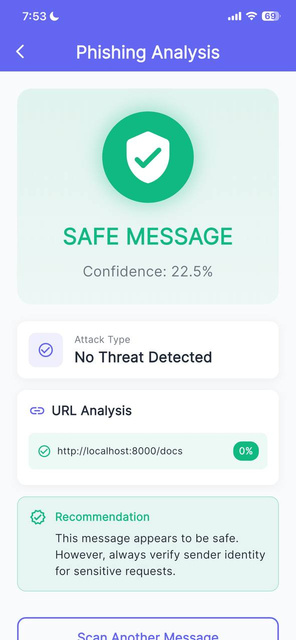 7:53
69
Phishing Analysis
SAFE MESSAGE
Confidence: 22.5%
Attack Type
No Threat Detected
URL Analysis
http://localhost:8000/docs
0%
Recommendation
This message appears to be safe.
However, always verify sender identity
for sensitive requests.
Scan Another Message